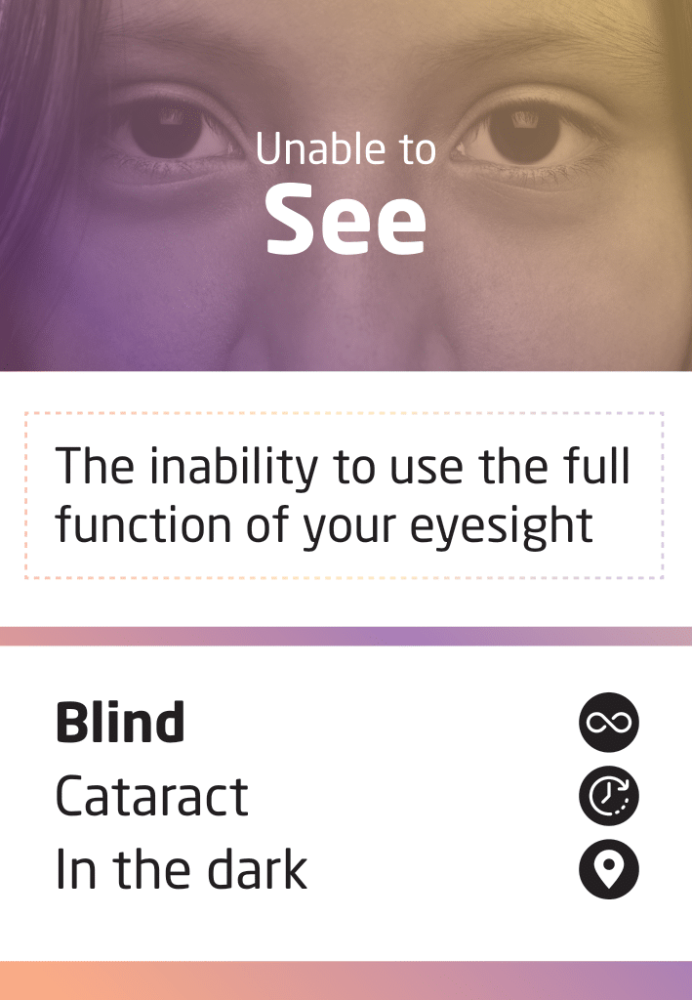 Unable to
See
The inability to use the full
function of your eyesight
Blind
Cataract
In the dark